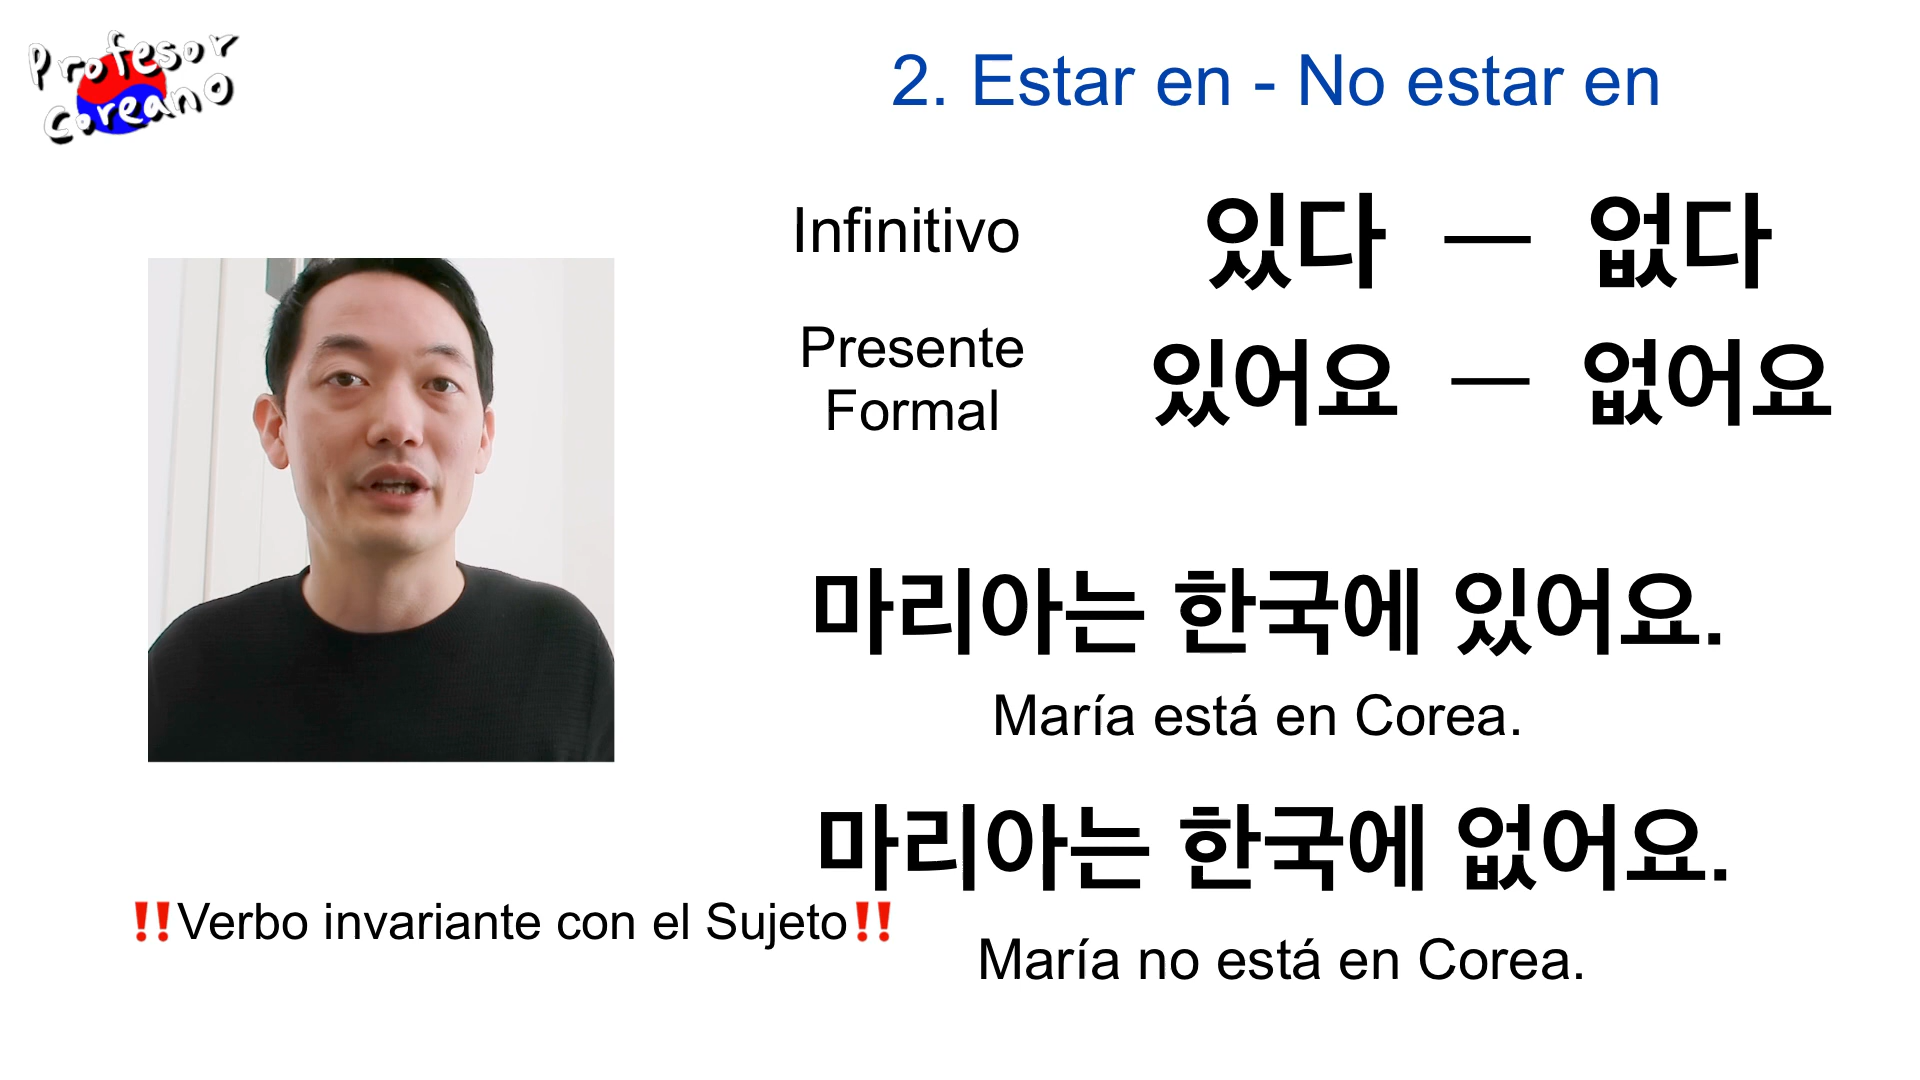 Profesor
Coreano
2. Estar en - No estar en
Infinitivo
있다 — 없다
Presente
Formal
있어요 — 없어요
마리아는 한국에 있어요.
María está en Corea.
마리아는 한국에 없어요.
‼️Verbo invariante con el Sujeto‼️
María no está en Corea.